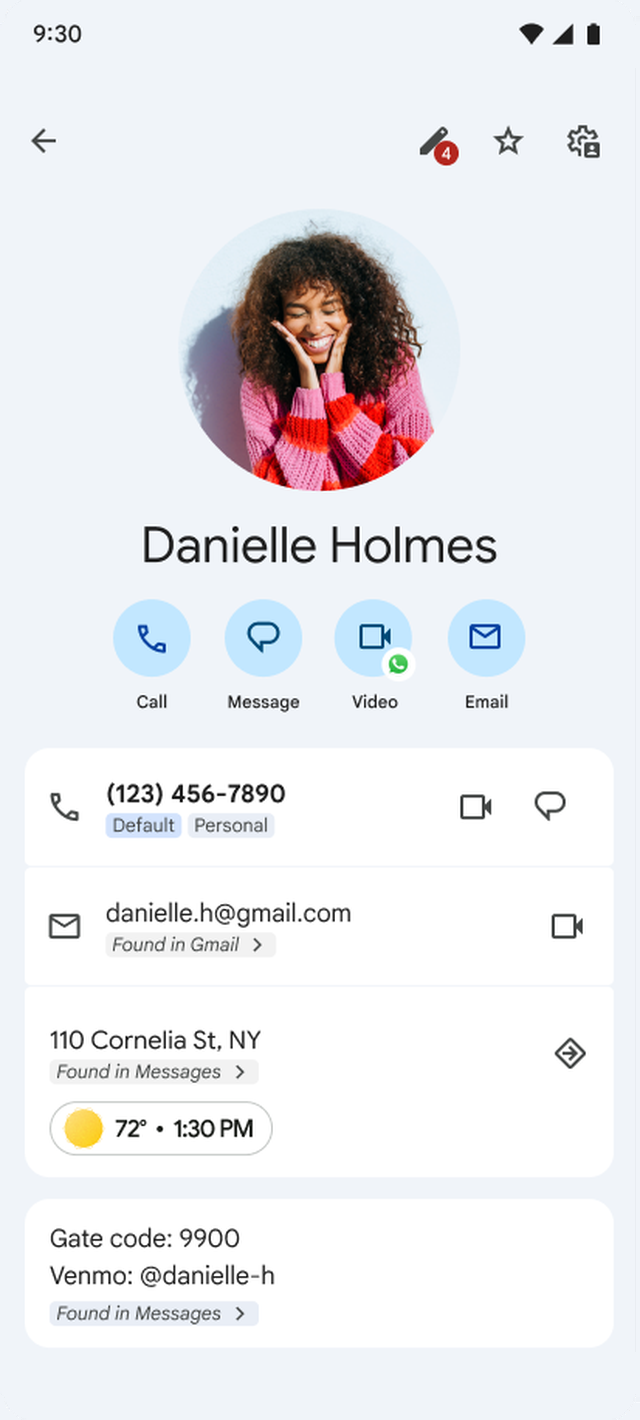 9:30
4
Danielle Holmes
Call Message Video Email
(123) 456-7890
Default Personal
danielle.h@gmail.com
Found in Gmail >
110 Cornelia St, NY
Found in Messages >
72° • 1:30 PM
Gate code: 9900
Venmo: @danielle-h
Found in Messages >